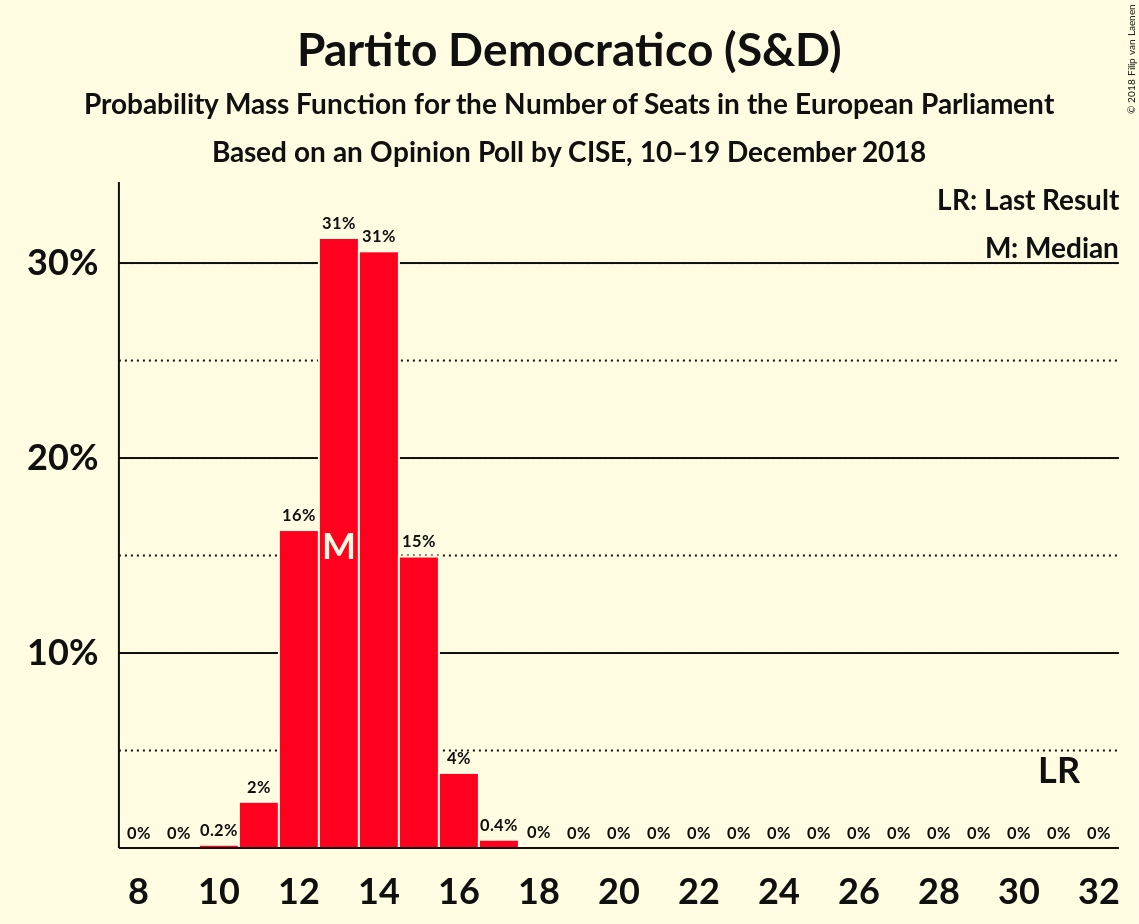 Partito Democratico (S&D)
Probability Mass Function for the Number of Seats in the European Parliament
Based on an Opinion Poll by CISE, 10–19 December 2018
© 2018 Filip van Laenen
LR: Last Result
M: Median
30%
20%
10%
0% 0% 0.2% 2% 16% 31% 31% 15% 4% 0.4% 0% 0% 0% 0% 0% 0% 0% 0% 0% 0% 0% 0% 0% 0% 0%
M
LR
8 10 12 14 16 18 20 22 24 26 28 30 32